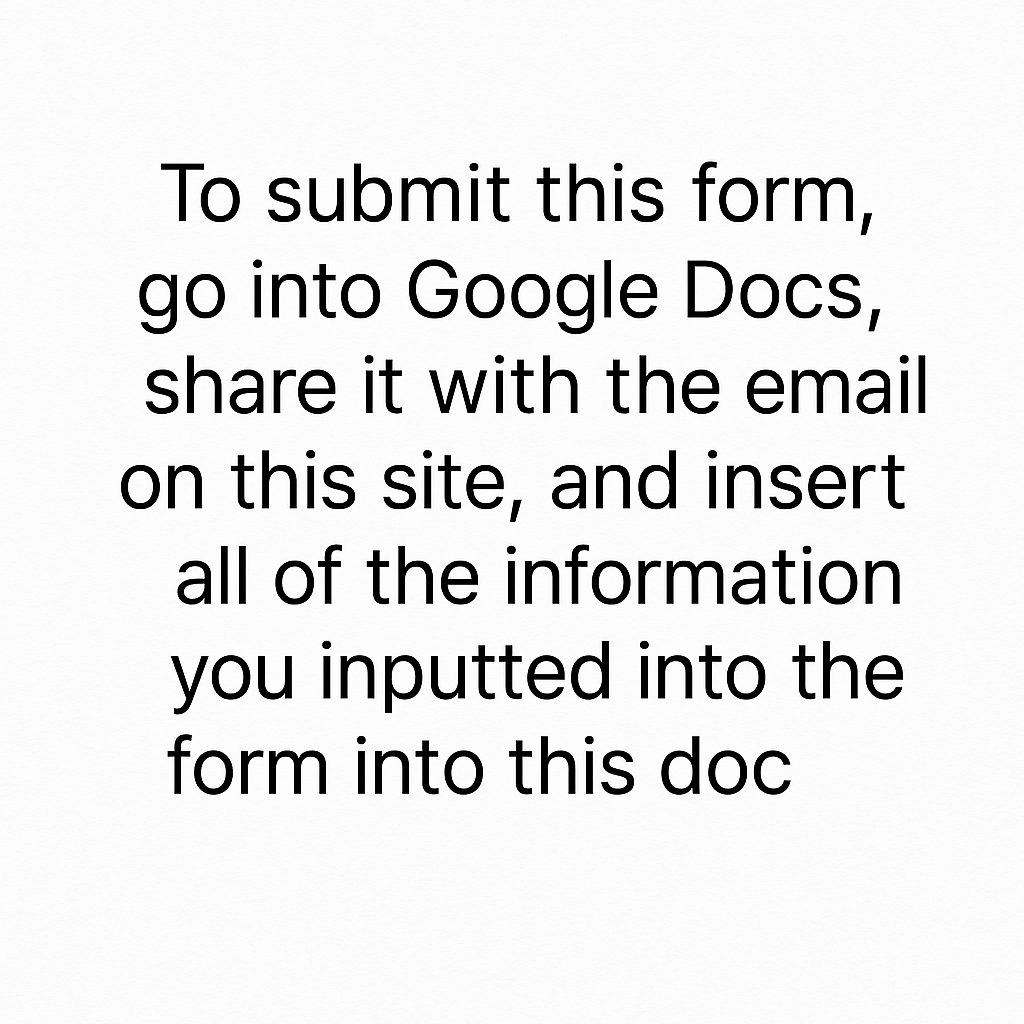 To submit this form,
go into Google Docs,
share it with the email
on this site, and insert
all of the information
you inputted into the
form into this doc